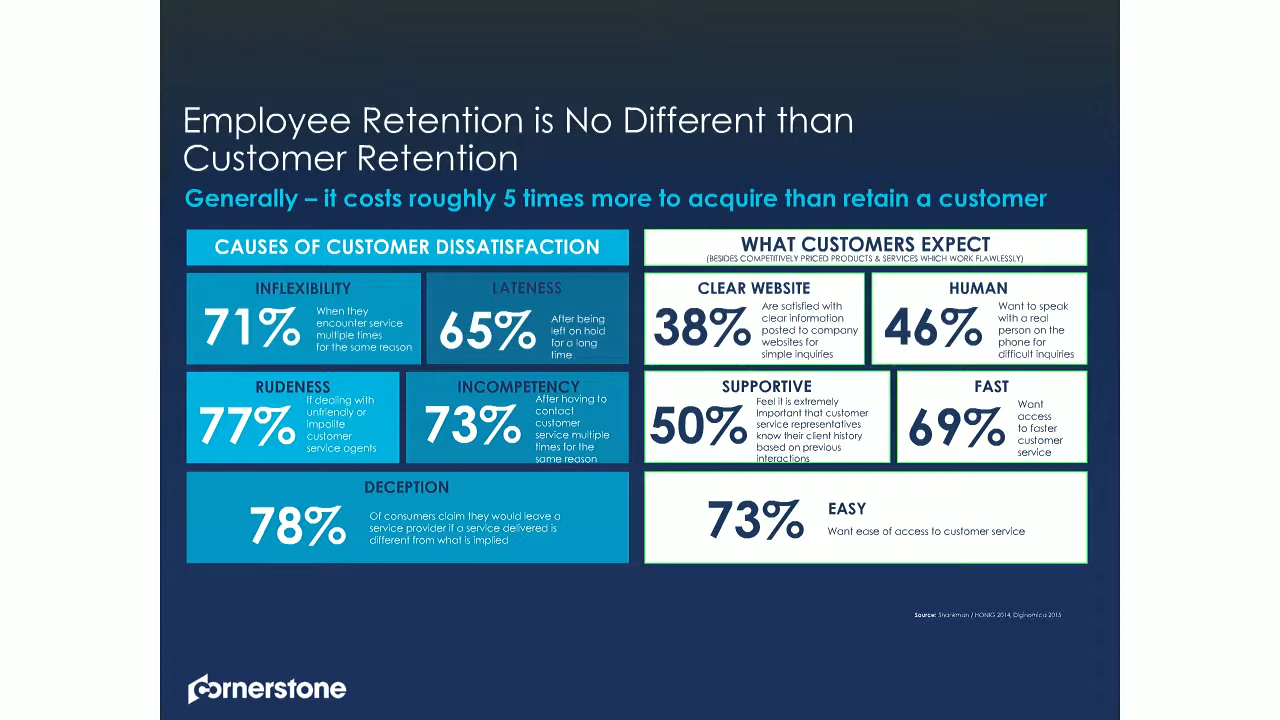 Employee Retention is No Different than
Customer Retention
Generally – it costs roughly 5 times more to acquire than retain a customer
CAUSES OF CUSTOMER DISSATISFACTION
INFLEXIBILITY
71%
When they
encounter service
multiple times
for the same reason
LATENESS
65%
After being
left on hold
for a long
time
RUDENESS
77%
If dealing with
unfriendly or
impolite
customer
service agents
INCOMPETENCY
73%
After having to
contact
customer
service multiple
times for the
same reason
DECEPTION
78%
Of consumers claim they would leave a
service provider if a service delivered is
different from what is implied
WHAT CUSTOMERS EXPECT
(BESIDES COMPETITIVELY PRICED PRODUCTS & SERVICES WHICH WORK FLAWLESSLY)
CLEAR WEBSITE
38%
Are satisfied with
clear information
posted to company
websites for
simple inquiries
HUMAN
46%
Want to speak
with a real
person on the
phone for
difficult inquiries
SUPPORTIVE
50%
Feel it is extremely
important that customer
service representatives
know their client history
based on previous
interactions
FAST
69%
Want
access
to faster
customer
service
73%
EASY
Want ease of access to customer service
Source: Shankman / HONIG 2014, Diginomica 2015
cornerstone